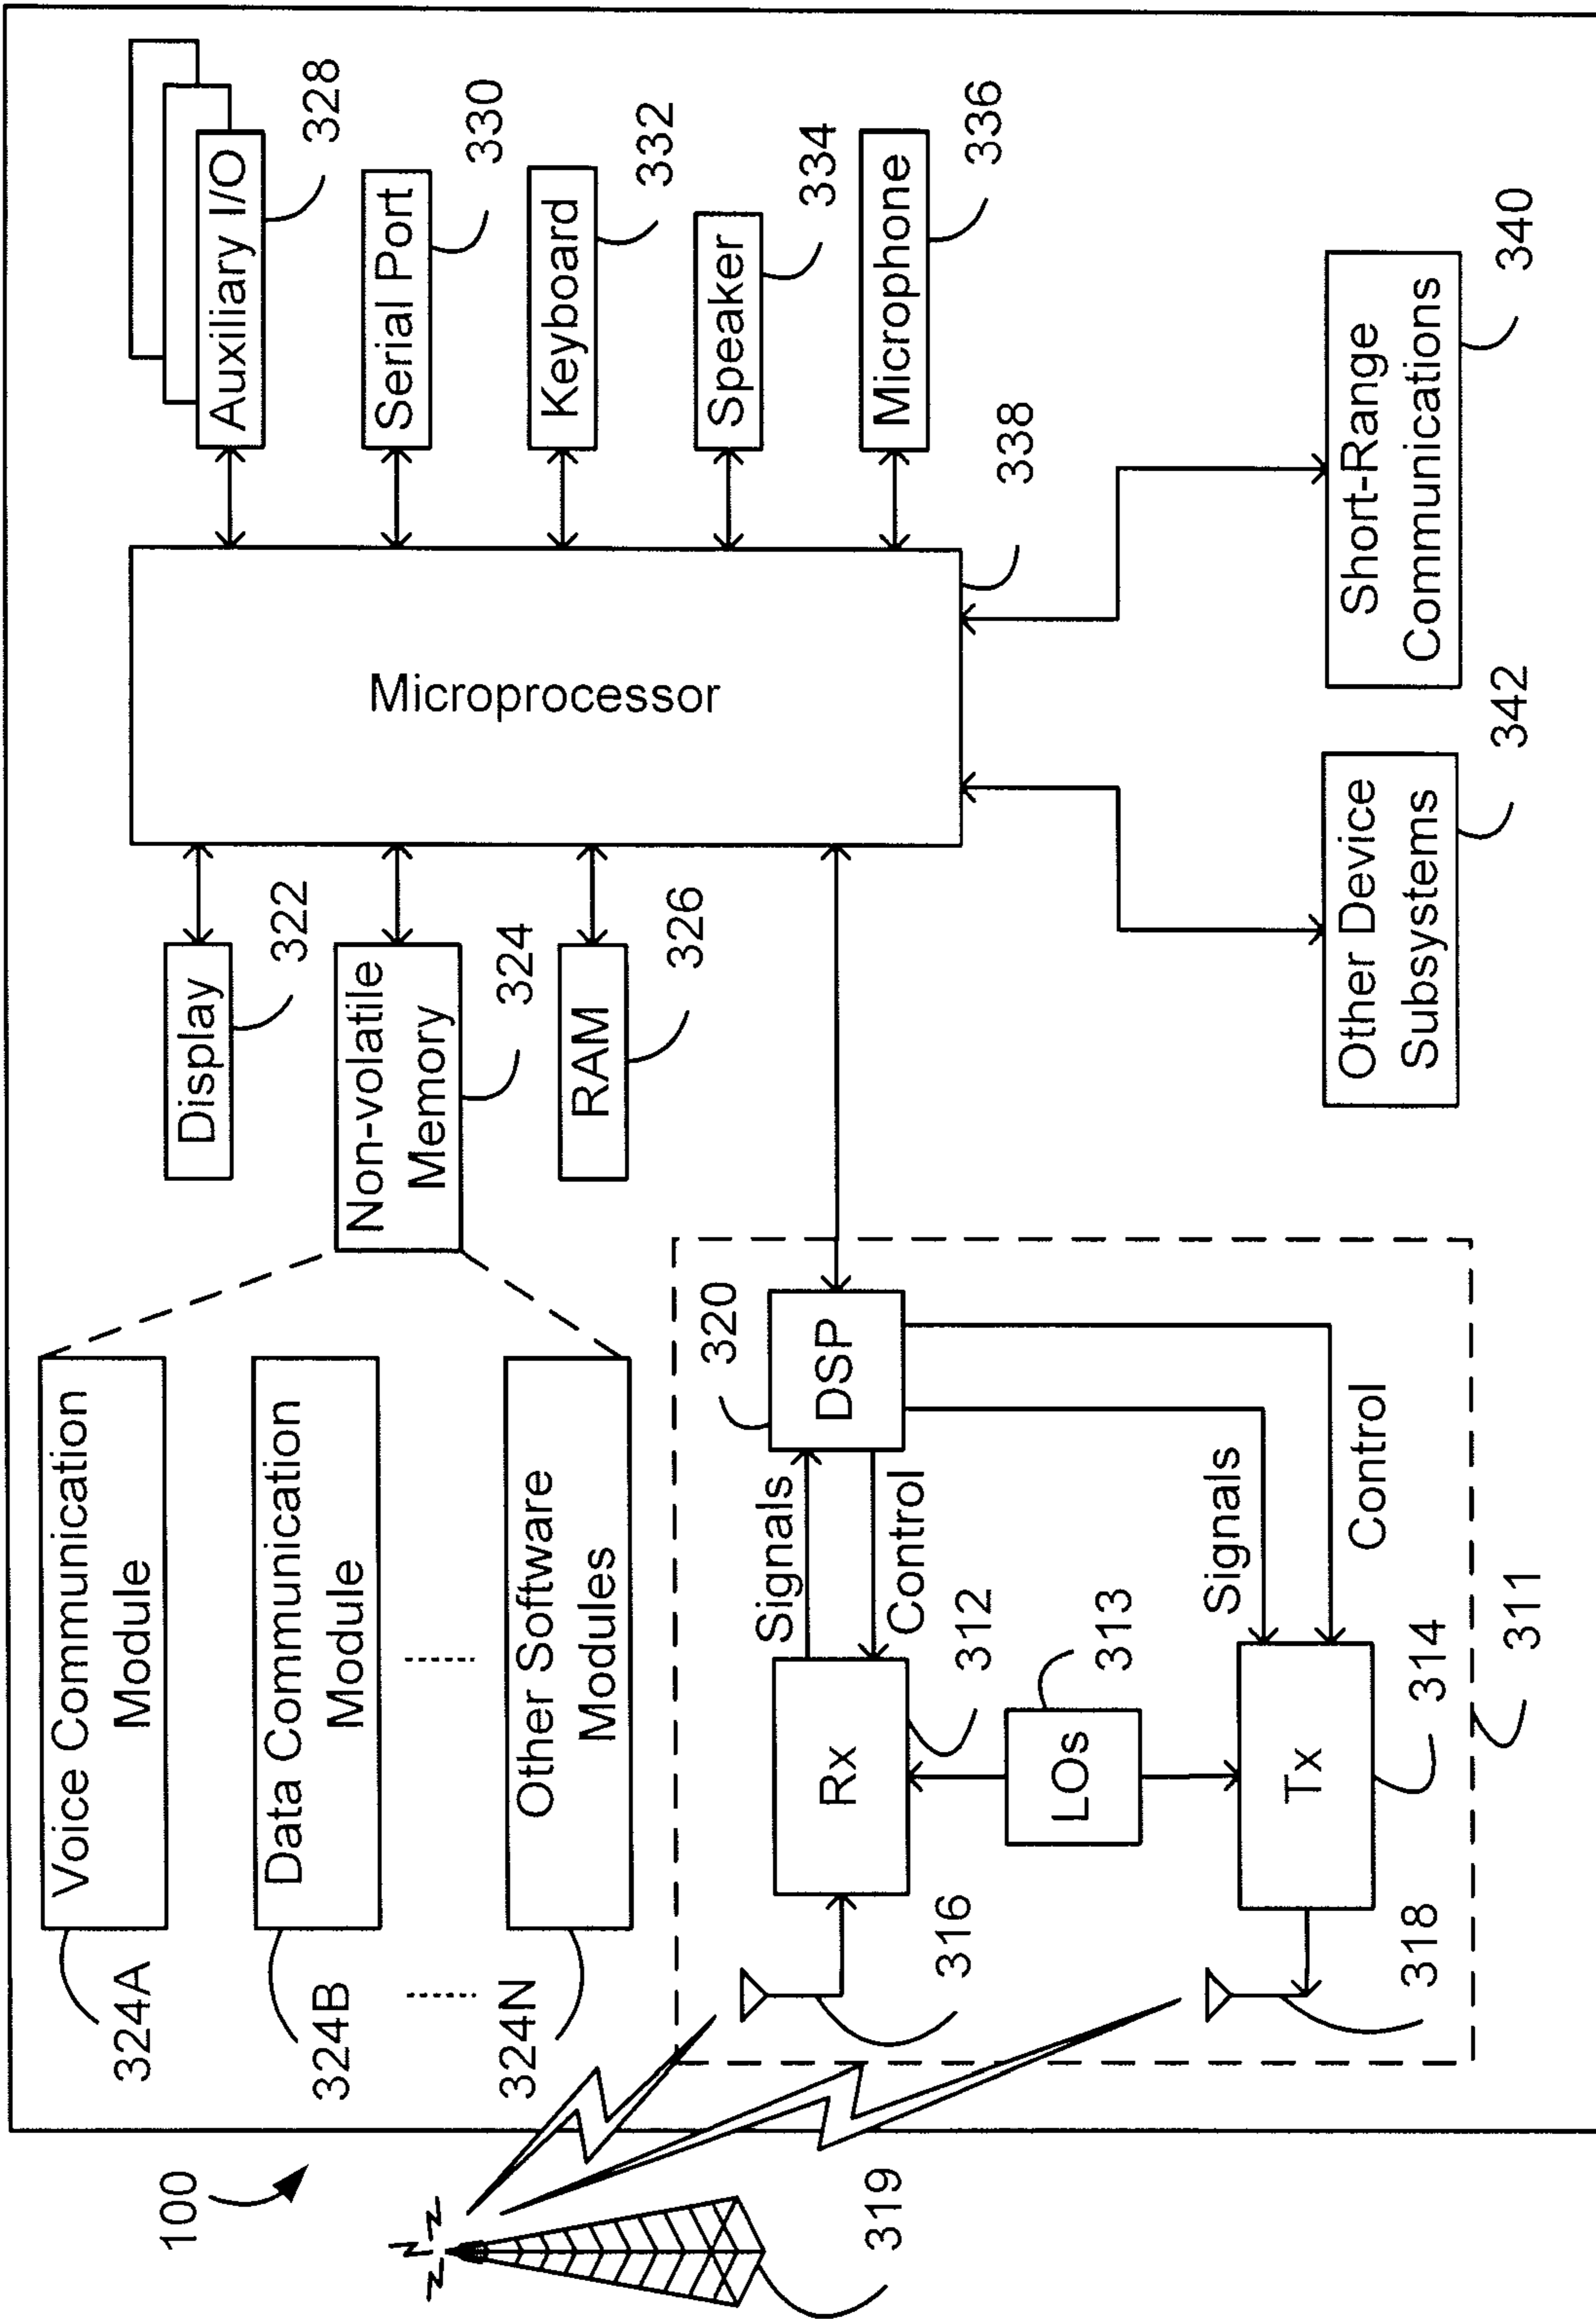 100
324A
Voice Communication
Module
324B
Data Communication
Module
324N
Other Software
Modules
Display
322
Non-volatile
Memory
324
RAM
326
Microprocessor
338
Auxiliary I/O
328
Serial Port
330
Keyboard
332
Speaker
334
Microphone
336
Short-Range
Communications
340
Other Device
Subsystems
342
320
DSP
Signals
Control
Rx
312
LOs
313
Signals
Control
Tx
314
311
316
318
319